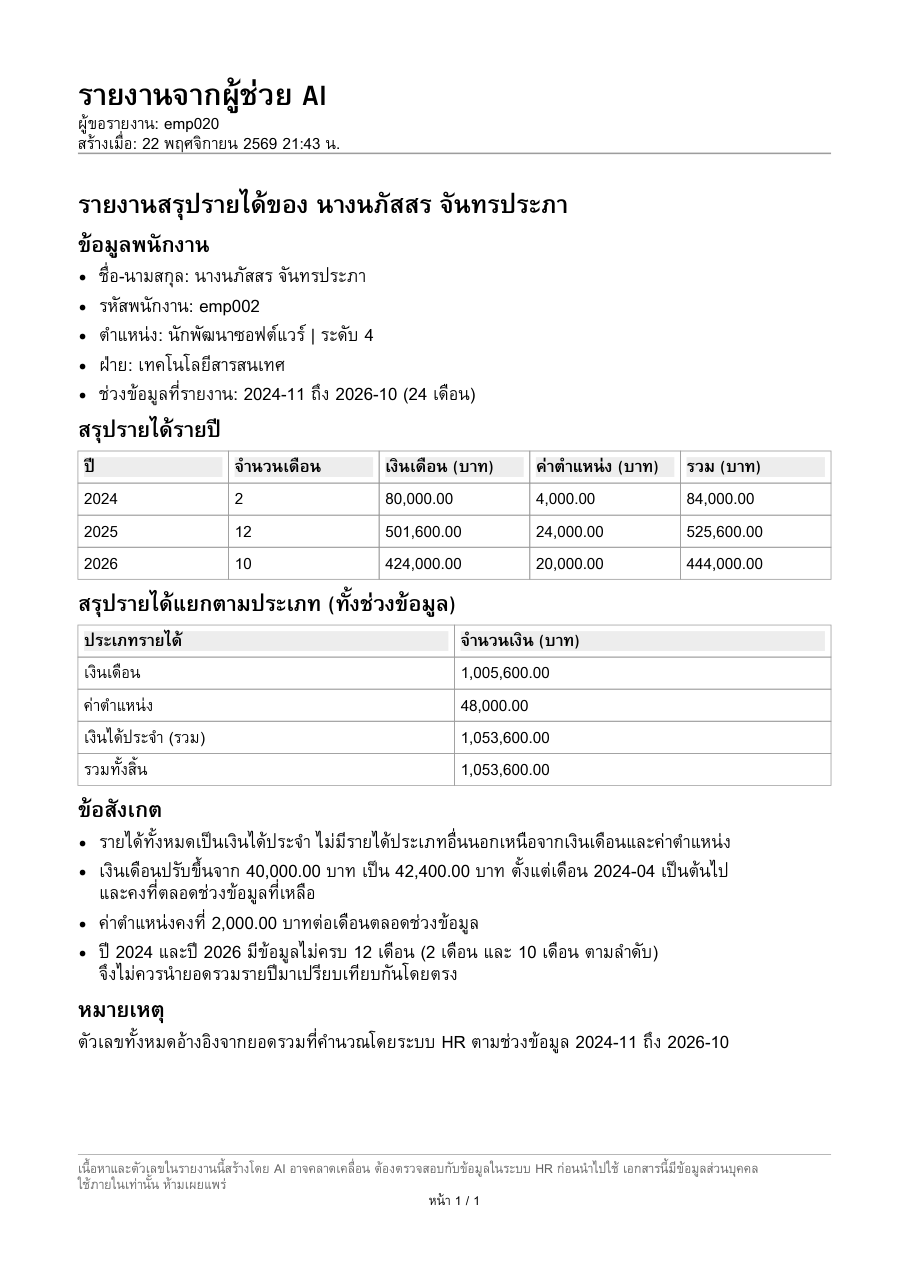 รายงานจากผู้ช่วย AI
ผู้ขอรายงาน: emp020
สร้างเมื่อ: 22 พฤศจิกายน 2569 21:43 น.
รายงานสรุปรายได้ของ นางนภัสสร จันทรประภา
ข้อมูลพนักงาน
• ชื่อ-นามสกุล: นางนภัสสร จันทรประภา
• รหัสพนักงาน: emp002
• ตำแหน่ง: นักพัฒนาซอฟต์แวร์ | ระดับ 4
• ฝ่าย: เทคโนโลยีสารสนเทศ
• ช่วงข้อมูลที่รายงาน: 2024-11 ถึง 2026-10 (24 เดือน)
สรุปรายได้รายปี
ปี จำนวนเดือน เงินเดือน (บาท) ค่าตำแหน่ง (บาท) รวม (บาท)
2024 2 80,000.00 4,000.00 84,000.00
2025 12 501,600.00 24,000.00 525,600.00
2026 10 424,000.00 20,000.00 444,000.00
สรุปรายได้แยกตามประเภท (ทั้งช่วงข้อมูล)
ประเภทรายได้ จำนวนเงิน (บาท)
เงินเดือน 1,005,600.00
ค่าตำแหน่ง 48,000.00
เงินได้ประจำ (รวม) 1,053,600.00
รวมทั้งสิ้น 1,053,600.00
ข้อสังเกต
• รายได้ทั้งหมดเป็นเงินได้ประจำ ไม่มีรายได้ประเภทอื่นนอกเหนือจากเงินเดือนและค่าตำแหน่ง
• เงินเดือนปรับขึ้นจาก 40,000.00 บาท เป็น 42,400.00 บาท ตั้งแต่เดือน 2024-04 เป็นต้นไป
และคงที่ตลอดช่วงข้อมูลที่เหลือ
• ค่าตำแหน่งคงที่ 2,000.00 บาทต่อเดือนตลอดช่วงข้อมูล
• ปี 2024 และปี 2026 มีข้อมูลไม่ครบ 12 เดือน (2 เดือน และ 10 เดือน ตามลำดับ)
จึงไม่ควรนำยอดรวมรายปีมาเปรียบเทียบกันโดยตรง
หมายเหตุ
ตัวเลขทั้งหมดอ้างอิงจากยอดรวมที่คำนวณโดยระบบ HR ตามช่วงข้อมูล 2024-11 ถึง 2026-10
เนื้อหาและตัวเลขในรายงานนี้สร้างโดย AI อาจคลาดเคลื่อน ต้องตรวจสอบกับข้อมูลในระบบ HR ก่อนนำไปใช้ เอกสารนี้มีข้อมูลส่วนบุคคล
ใช้ภายในเท่านั้น ห้ามเผยแพร่
หน้า 1 / 1